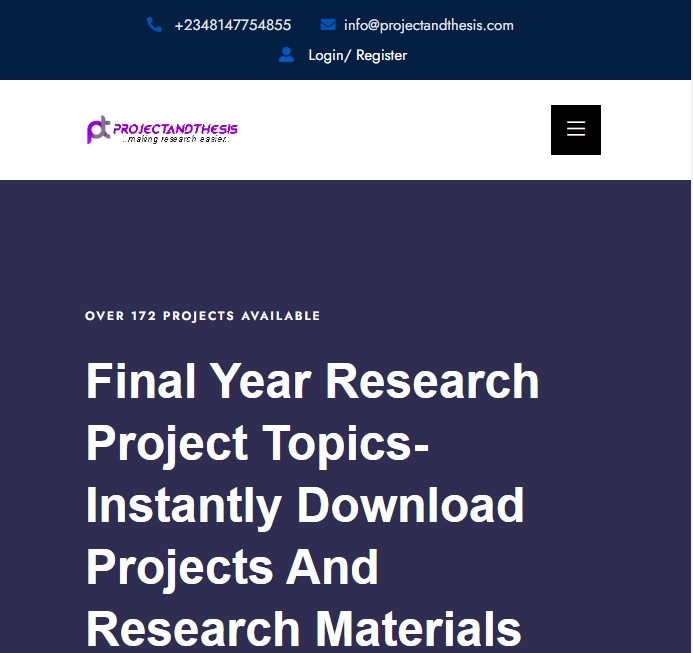 +2348147754855 info@projectandthesis.com
Login/ Register
pt PROJECTANDTHESIS
..making research easier..
OVER 172 PROJECTS AVAILABLE
Final Year Research
Project Topics-
Instantly Download
Projects And
Research Materials